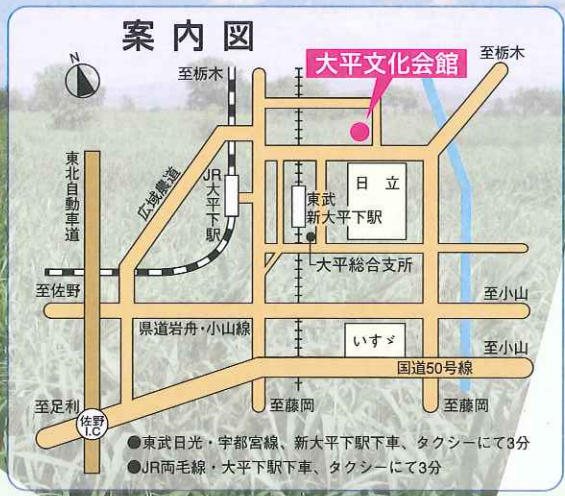 案内図
N
至栃木
至栃木
大平文化会館
東北自動車道
広域農道
JR
大平下駅
日立
東武
新大平下駅
大平総合支所
至佐野
至小山
県道岩舟・小山線
いすゞ
至小山
国道50号線
至足利
佐野
I.C
至藤岡
至藤岡
●東武日光・宇都宮線、新大平下駅下車、タクシーにて3分
●JR両毛線・大平下駅下車、タクシーにて3分